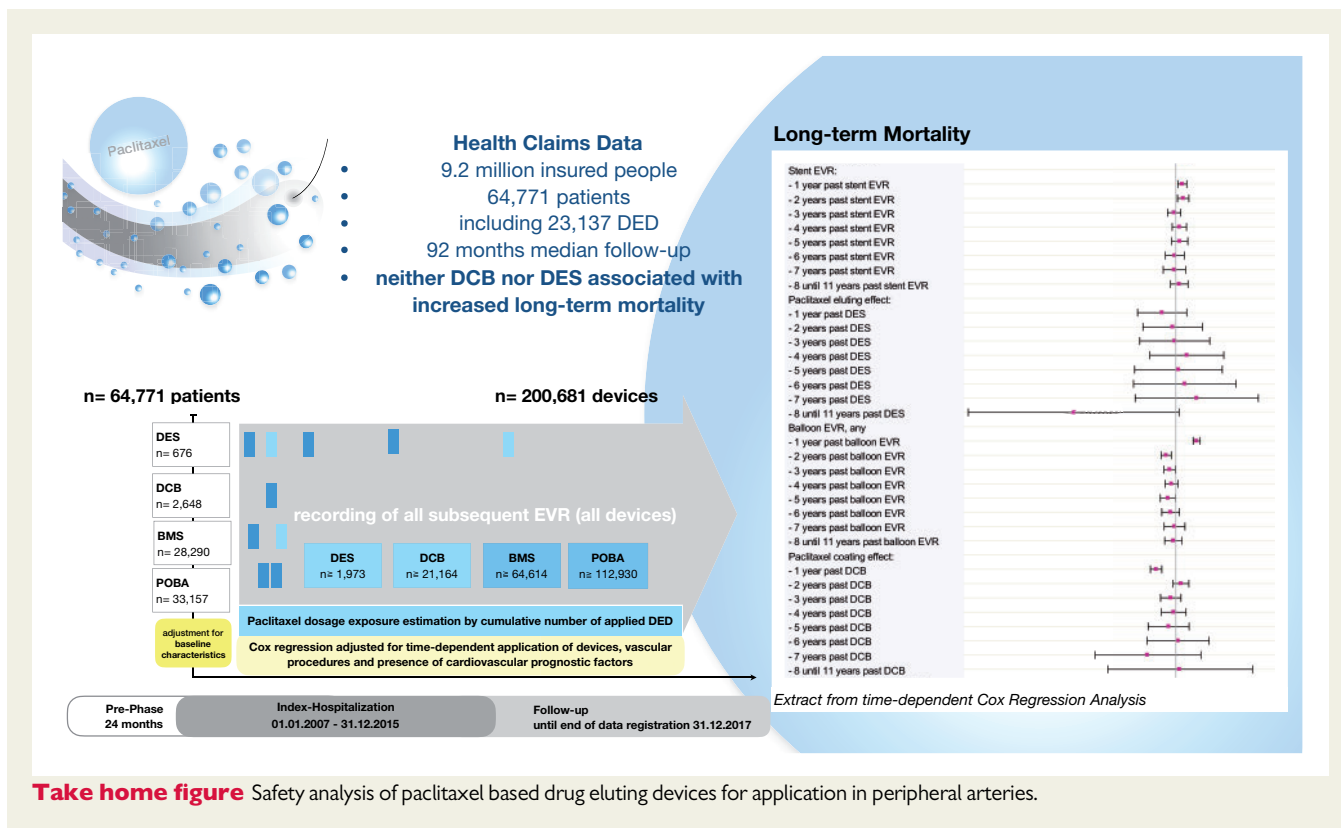 Paclitaxel
Health Claims Data
• 9.2 million insured people
• 64,771 patients
• including 23,137 DED
• 92 months median follow-up
• neither DCB nor DES associated with
increased long-term mortality
n= 64,771 patients
n= 200,681 devices
DES
n= 676
DCB
n= 2,648
BMS
n= 28,290
POBA
n= 33,157
recording of all subsequent EVR (all devices)
DES
n≥ 1,973
DCB
n≥ 21,164
BMS
n≥ 64,614
POBA
n≥ 112,930
adjustment for
baseline
characteristics
Paclitaxel dosage exposure estimation by cumulative number of applied DED
Cox regression adjusted for time-dependent application of devices, vascular
procedures and presence of cardiovascular prognostic factors
Pre-Phase
24 months
Index-Hospitalization
01.01.2007 - 31.12.2015
Follow-up
until end of data registration 31.12.2017
Long-term Mortality
Stent EVR:
- 1 year past stent EVR
- 2 years past stent EVR
- 3 years past stent EVR
- 4 years past stent EVR
- 5 years past stent EVR
- 6 years past stent EVR
- 7 years past stent EVR
- 8 until 11 years past stent EVR
Paclitaxel eluting effect:
- 1 year past DES
- 2 years past DES
- 3 years past DES
- 4 years past DES
- 5 years past DES
- 6 years past DES
- 7 years past DES
- 8 until 11 years past DES
Balloon EVR, any
- 1 year past balloon EVR
- 2 years past balloon EVR
- 3 years past balloon EVR
- 4 years past balloon EVR
- 5 years past balloon EVR
- 6 years past balloon EVR
- 7 years past balloon EVR
- 8 until 11 years past balloon EVR
Paclitaxel coating effect:
- 1 year past DCB
- 2 years past DCB
- 3 years past DCB
- 4 years past DCB
- 5 years past DCB
- 6 years past DCB
- 7 years past DCB
- 8 until 11 years past DCB
Extract from time-dependent Cox Regression Analysis
Take home figure Safety analysis of paclitaxel based drug eluting devices for application in peripheral arteries.